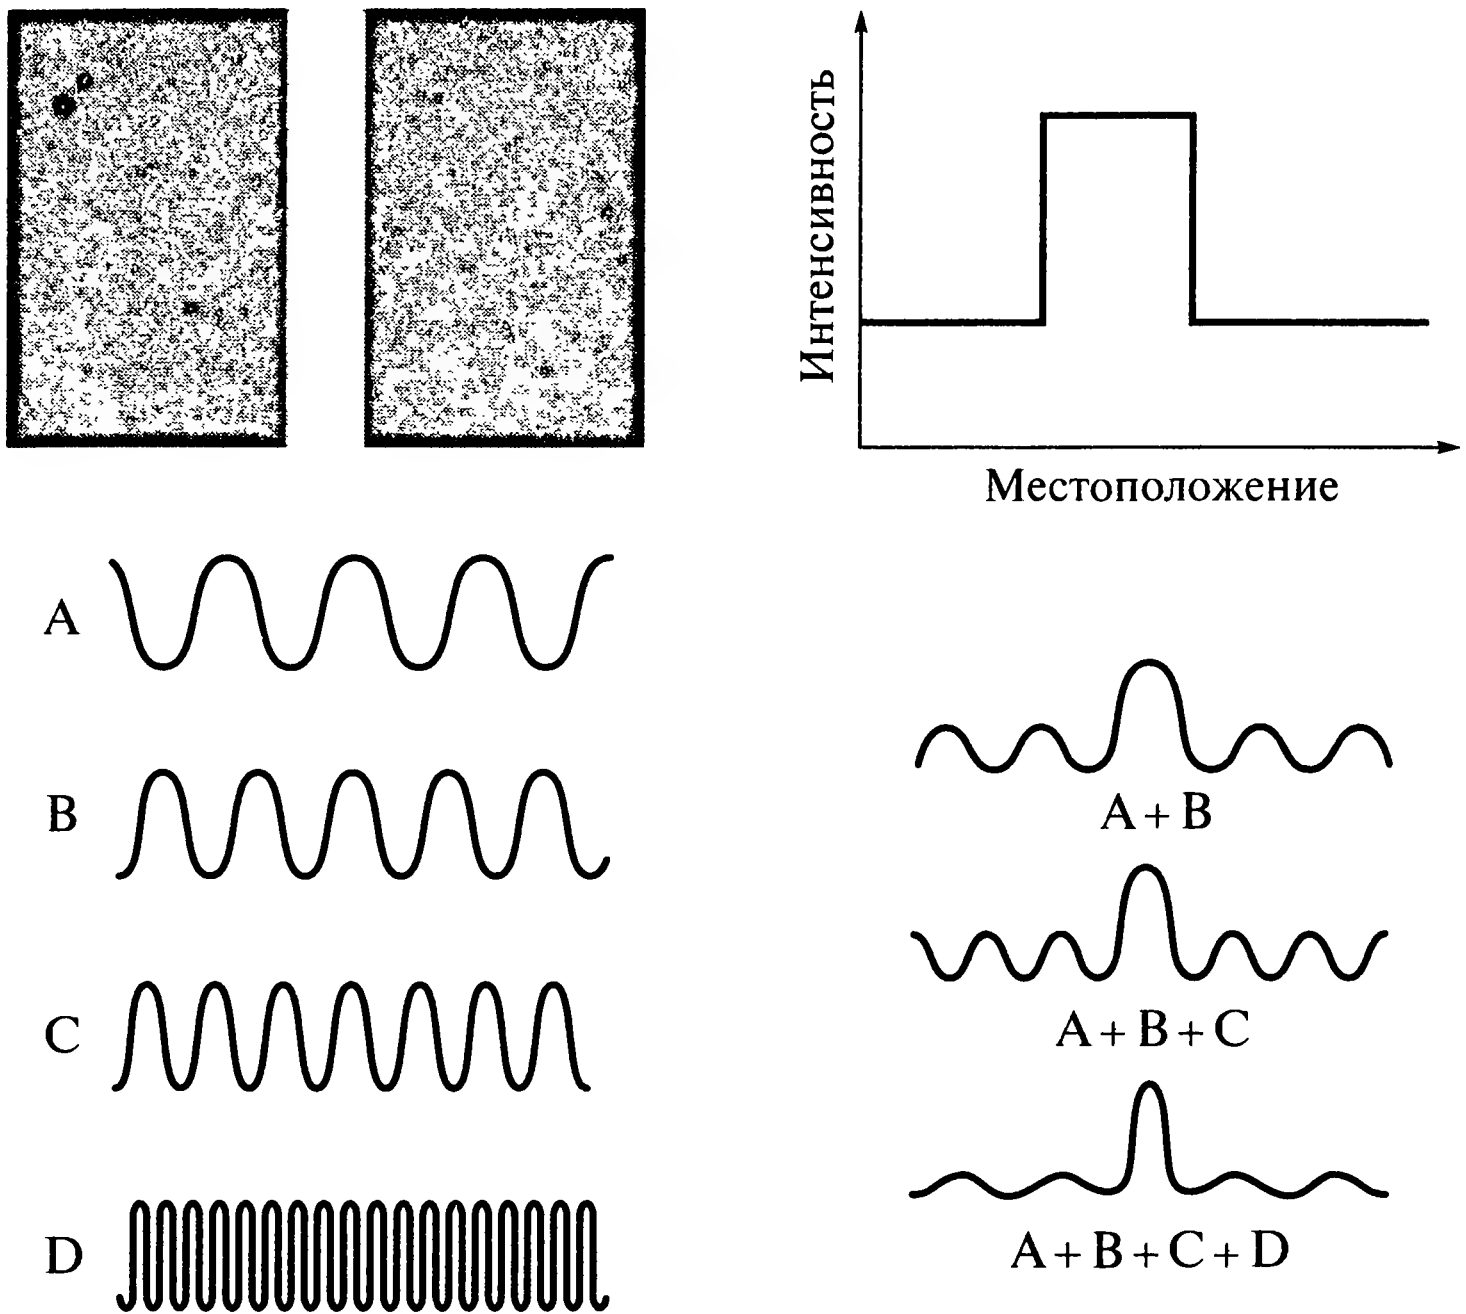 Интенсивность
Местоположение
A
B
C
D
A + B
A + B + C
A + B + C + D